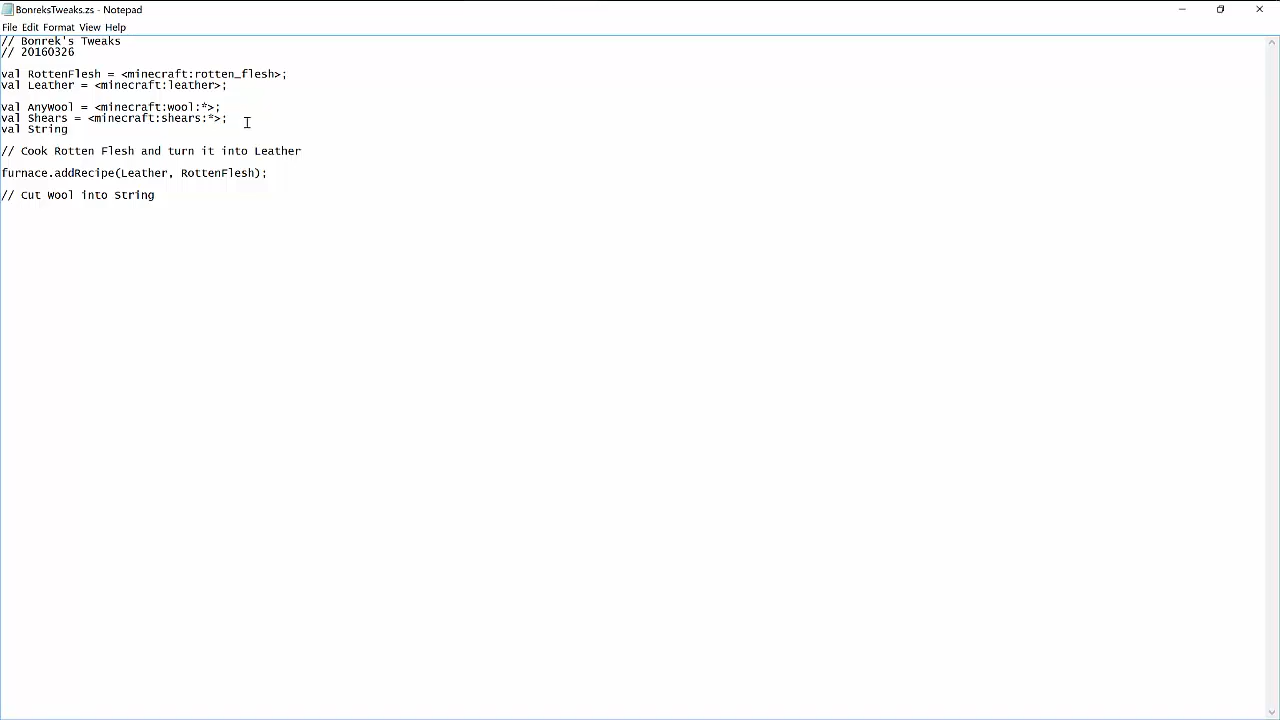 BonreksTweaks.zs - Notepad
File Edit Format View Help
// Bonrek's Tweaks
// 20160326
val RottenFlesh = <minecraft:rotten_flesh>;
val Leather = <minecraft:leather>;
val AnyWool = <minecraft:wool:*>;
val Shears = <minecraft:shears:*>;
val String
// Cook Rotten Flesh and turn it into Leather
furnace.addRecipe(Leather, RottenFlesh);
// Cut Wool into String